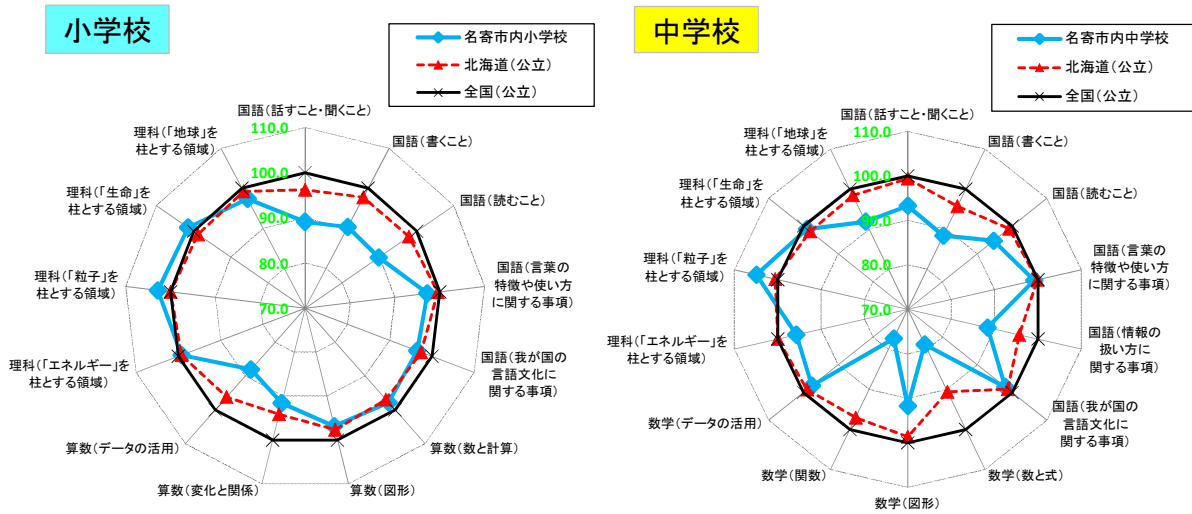 小学校
名寄市内小学校
北海道(公立)
全国(公立)
国語(話すこと・聞くこと)
国語(書くこと)
国語(読むこと)
国語(言葉の
特徴や使い方
に関する事項)
国語(我が国の
言語文化に
関する事項)
算数(数と計算)
算数(図形)
算数(変化と関係)
算数(データの活用)
理科(「エネルギー」を
柱とする領域)
理科(「粒子」を
柱とする領域)
理科(「生命」を
柱とする領域)
理科(「地球」を
柱とする領域)
110.0
100.0
90.0
80.0
70.0
中学校
名寄市内中学校
北海道(公立)
全国(公立)
国語(話すこと・聞くこと)
国語(書くこと)
国語(読むこと)
国語(言葉の
特徴や使い方
に関する事項)
国語(情報の
扱い方に
関する事項)
国語(我が国の
言語文化に
関する事項)
数学(数と式)
数学(図形)
数学(関数)
数学(データの活用)
理科(「エネルギー」を
柱とする領域)
理科(「粒子」を
柱とする領域)
理科(「生命」を
柱とする領域)
理科(「地球」を
柱とする領域)
110.0
100.0
90.0
80.0
70.0